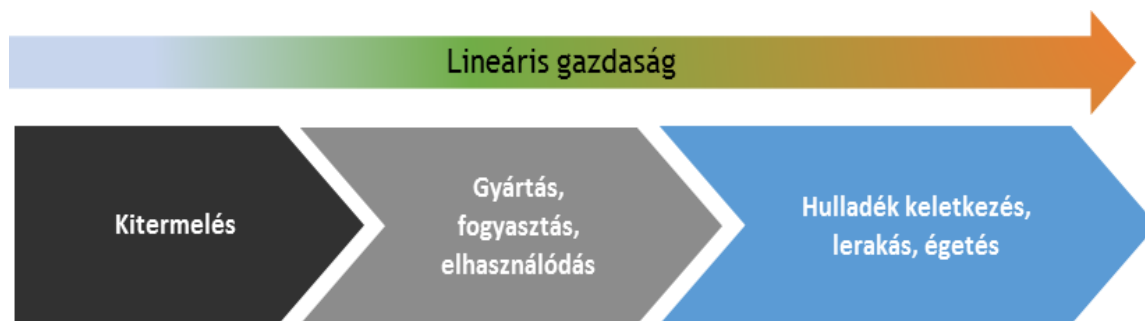 Lineáris gazdaság
Kitermelés
Gyártás,
fogyasztás,
elhasználódás
Hulladék keletkezés,
lerakás, égetés